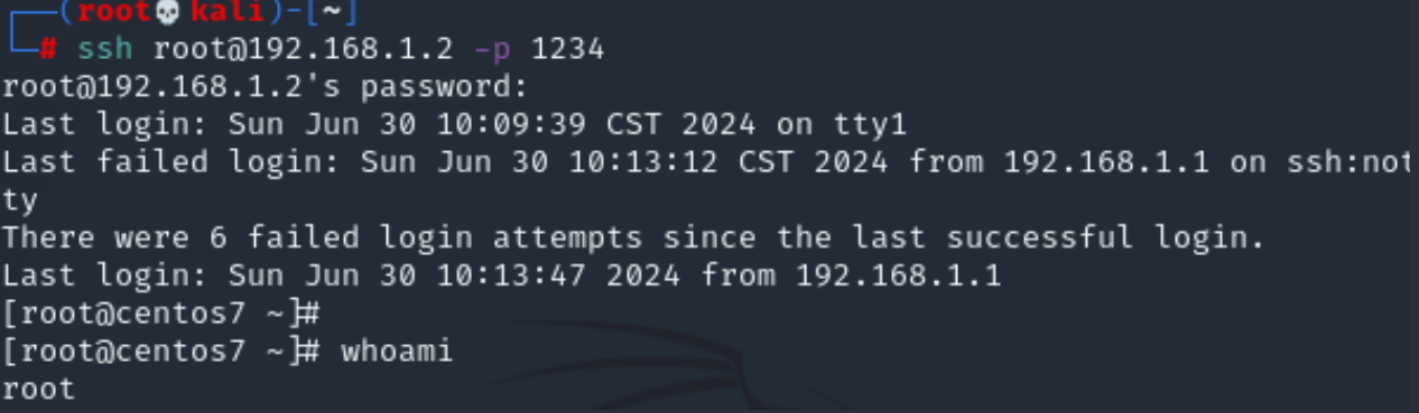 ┌──(root💀kali)-[~]
└─# ssh root@192.168.1.2 -p 1234
root@192.168.1.2's password:
Last login: Sun Jun 30 10:09:39 CST 2024 on tty1
Last failed login: Sun Jun 30 10:13:12 CST 2024 from 192.168.1.1 on ssh:not
ty
There were 6 failed login attempts since the last successful login.
Last login: Sun Jun 30 10:13:47 2024 from 192.168.1.1
[root@centos7 ~]#
[root@centos7 ~]# whoami
root